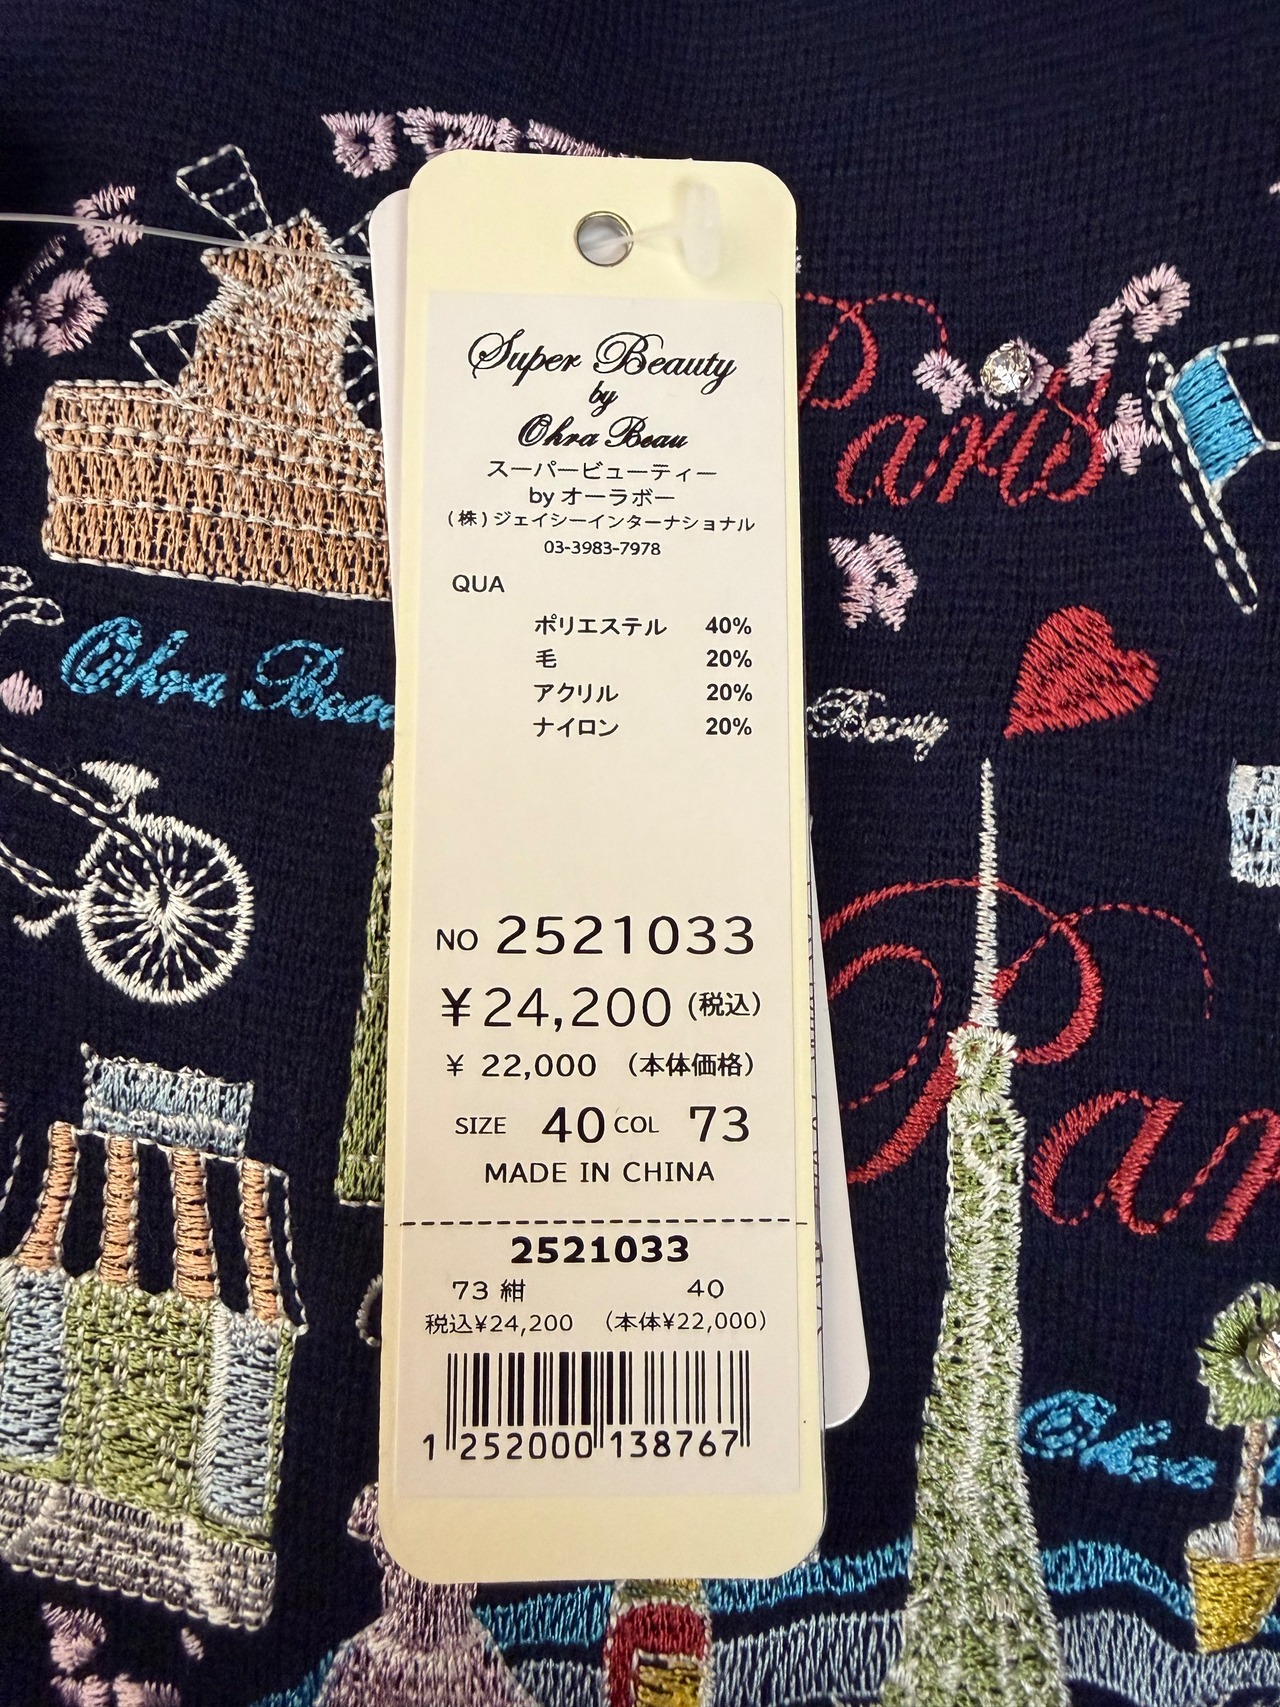 Super Beauty
by
Ohra Beau
スーパービューティー
by オーラボー
(株)ジェイシーインターナショナル
03-3983-7978
QUA
ポリエステル 40%
毛 20%
アクリル 20%
ナイロン 20%
NO 2521033
¥24,200 (税込)
¥ 22,000 (本体価格)
SIZE 40 COL 73
MADE IN CHINA
2521033
73 紺 40
税込¥24,200 (本体¥22,000)
1 252000 138767
Paris
Ohra Beau